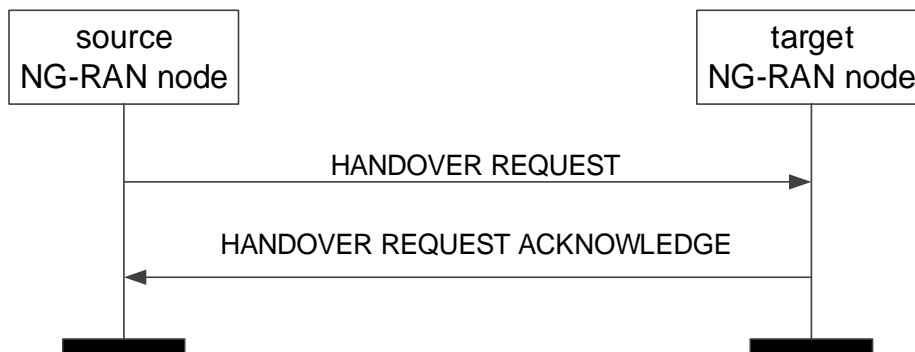 source
NG-RAN node
target
NG-RAN node
HANDOVER REQUEST
HANDOVER REQUEST ACKNOWLEDGE